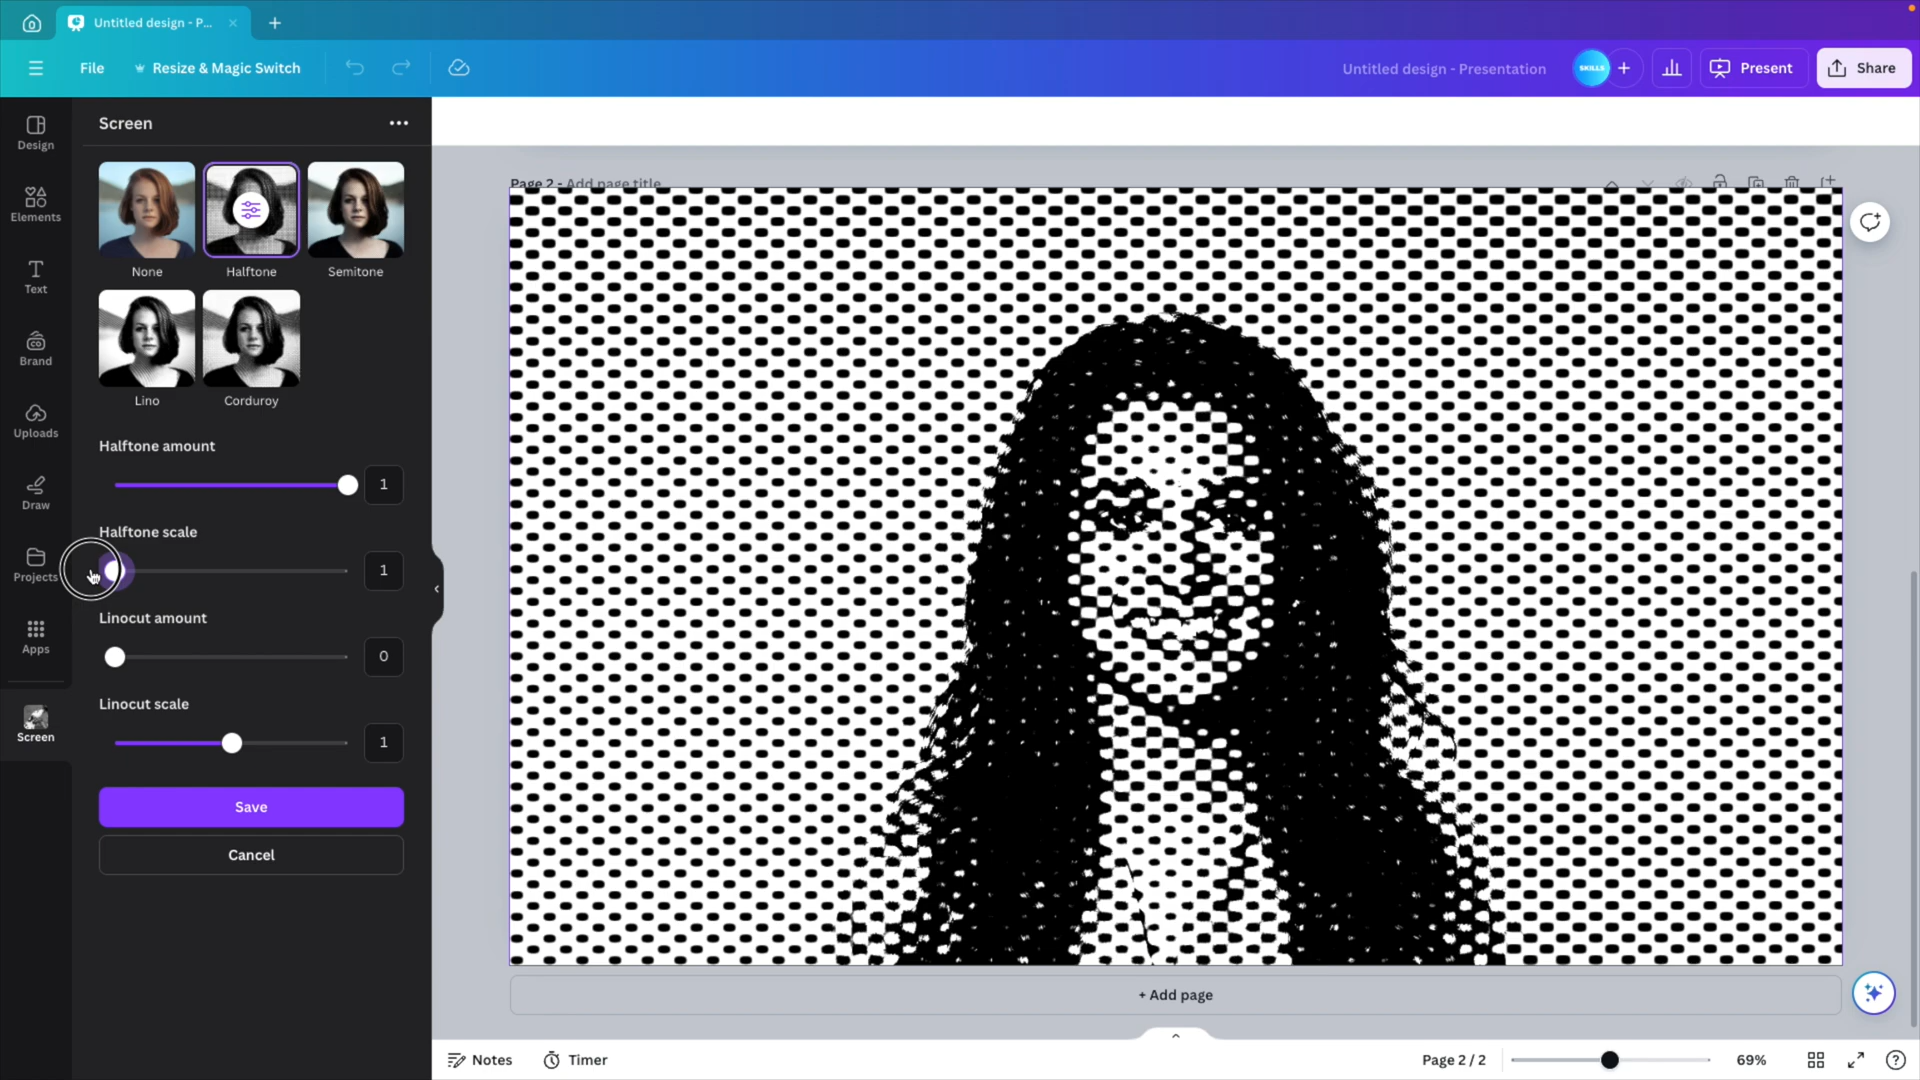 Untitled design - P...
File
Resize & Magic Switch
Untitled design - Presentation
SKILLS
Present
Share
Design
Elements
Text
Brand
Uploads
Draw
Projects
Apps
Screen
Screen
None
Halftone
Semitone
Lino
Corduroy
Halftone amount
1
Halftone scale
1
Linocut amount
0
Linocut scale
1
Save
Cancel
Page 2 - Add page title
+ Add page
Notes
Timer
Page 2 / 2
69%